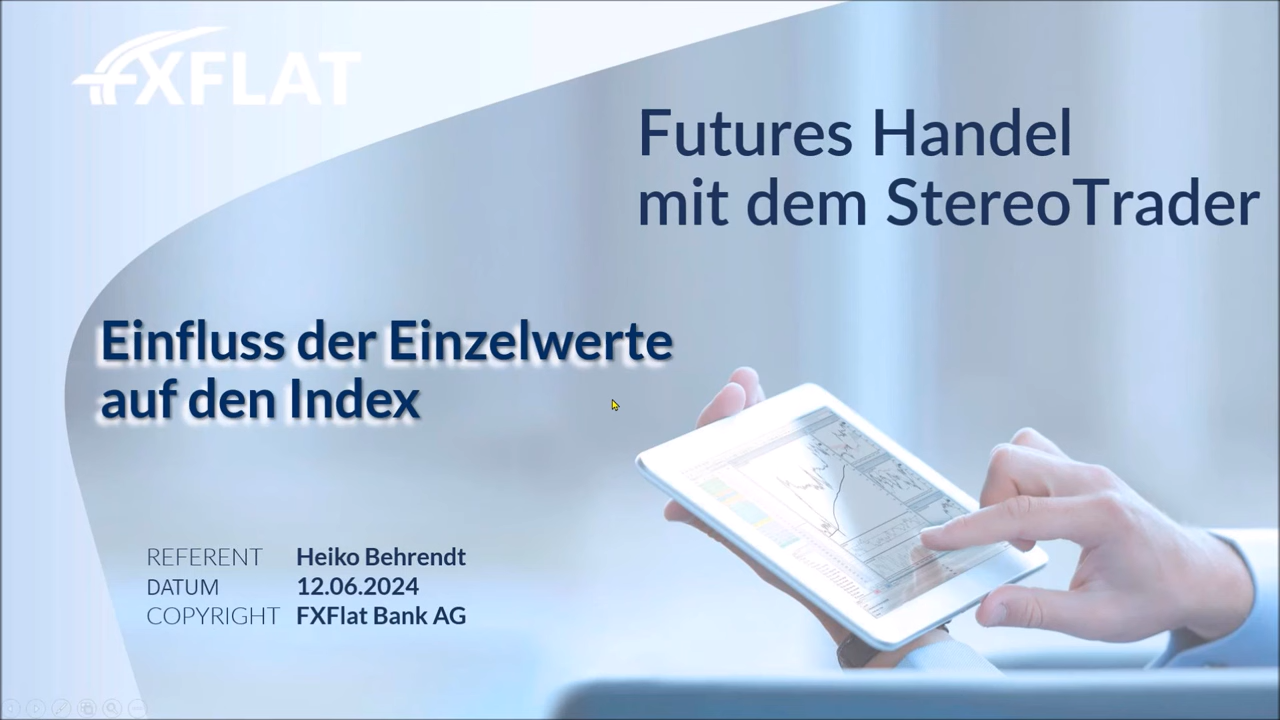 FXFLAT
Futures Handel
mit dem StereoTrader
Einfluss der Einzelwerte
auf den Index
REFERENT Heiko Behrendt
DATUM 12.06.2024
COPYRIGHT FXFlat Bank AG